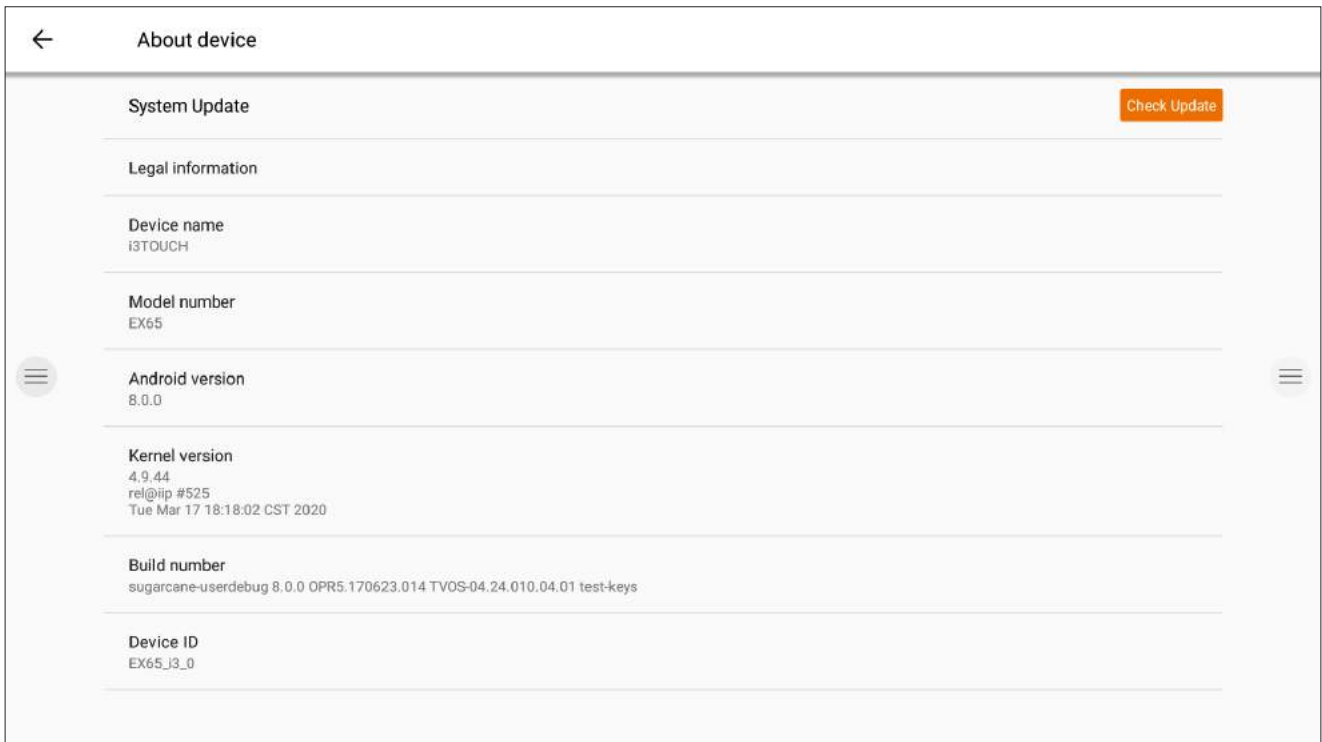 About device
System Update
Check Update
Legal information
Device name
i3TOUCH
Model number
EX65
Android version
8.0.0
Kernel version
4.9.44
rel@iip #525
Tue Mar 17 18:18:02 CST 2020
Build number
sugarcane-userdebug 8.0.0 OPR5.170623.014 TVOS-04.24.010.04.01 test-keys
Device ID
EX65_i3_0